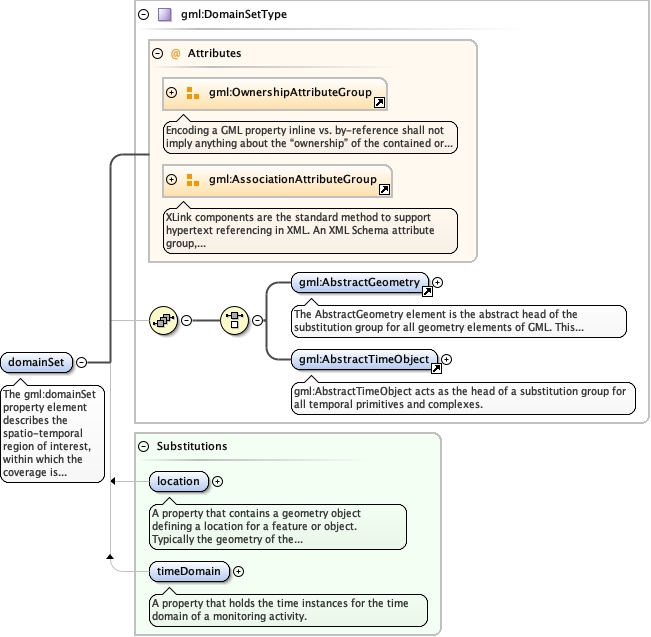 gml:DomainSetType
@ Attributes
gml:OwnershipAttributeGroup
Encoding a GML property inline vs. by-reference shall not
imply anything about the “ownership” of the contained or...
gml:AssociationAttributeGroup
XLink components are the standard method to support
hypertext referencing in XML. An XML Schema attribute
group,...
gml:AbstractGeometry
The AbstractGeometry element is the abstract head of the
substitution group for all geometry elements of GML. This...
gml:AbstractTimeObject
gml:AbstractTimeObject acts as the head of a substitution group for
all temporal primitives and complexes.
domainSet
The gml:domainSet
property element
describes the
spatio-temporal
region of interest,
within which the
coverage is...
Substitutions
location
A property that contains a geometry object
defining a location for a feature or object.
Typically the geometry of the...
timeDomain
A property that holds the time instances for the time
domain of a monitoring activity.